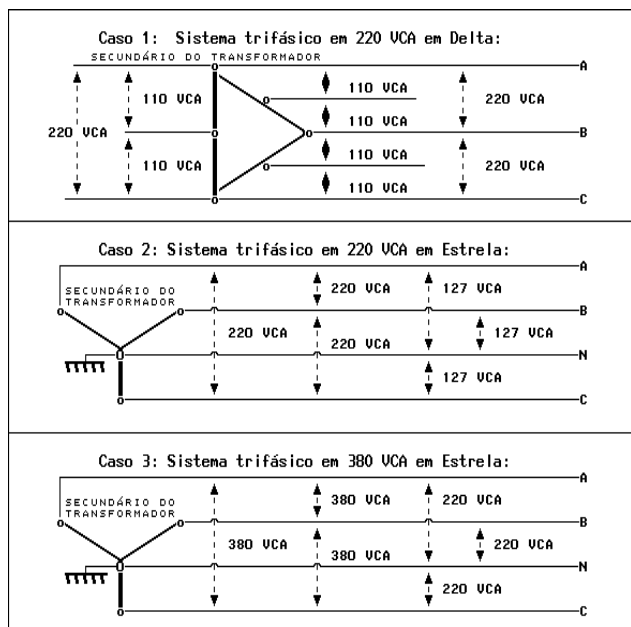 Caso 1: Sistema trifásico em 220 VCA em Delta:
SECUNDÁRIO DO TRANSFORMADOR
A
110 VCA
110 VCA
220 VCA
110 VCA
220 VCA
B
110 VCA
110 VCA
220 VCA
110 VCA
C
Caso 2: Sistema trifásico em 220 VCA em Estrela:
A
SECUNDÁRIO DO
TRANSFORMADOR
220 VCA
127 VCA
B
220 VCA
220 VCA
127 VCA
N
127 VCA
C
Caso 3: Sistema trifásico em 380 VCA em Estrela:
A
SECUNDÁRIO DO
TRANSFORMADOR
380 VCA
220 VCA
B
380 VCA
380 VCA
220 VCA
N
220 VCA
C